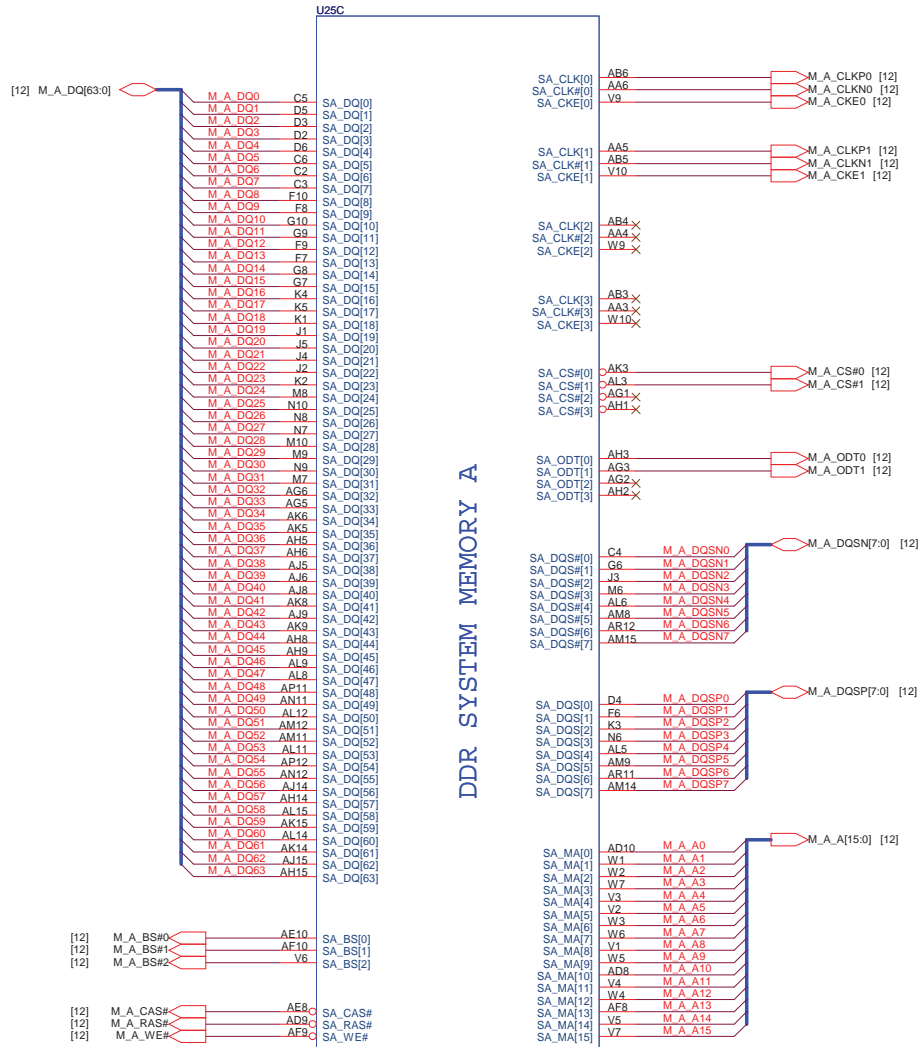 U25C
[12] M_A_DQ[63:0]
M_A_DQ0 C5 SA_DQ[0]
M_A_DQ1 D5 SA_DQ[1]
M_A_DQ2 D3 SA_DQ[2]
M_A_DQ3 D2 SA_DQ[3]
M_A_DQ4 D6 SA_DQ[4]
M_A_DQ5 C6 SA_DQ[5]
M_A_DQ6 C2 SA_DQ[6]
M_A_DQ7 C3 SA_DQ[7]
M_A_DQ8 F10 SA_DQ[8]
M_A_DQ9 F8 SA_DQ[9]
M_A_DQ10 G10 SA_DQ[10]
M_A_DQ11 G9 SA_DQ[11]
M_A_DQ12 F9 SA_DQ[12]
M_A_DQ13 F7 SA_DQ[13]
M_A_DQ14 G8 SA_DQ[14]
M_A_DQ15 G7 SA_DQ[15]
M_A_DQ16 K4 SA_DQ[16]
M_A_DQ17 K5 SA_DQ[17]
M_A_DQ18 K1 SA_DQ[18]
M_A_DQ19 J1 SA_DQ[19]
M_A_DQ20 J5 SA_DQ[20]
M_A_DQ21 J4 SA_DQ[21]
M_A_DQ22 J2 SA_DQ[22]
M_A_DQ23 K2 SA_DQ[23]
M_A_DQ24 M8 SA_DQ[24]
M_A_DQ25 N10 SA_DQ[25]
M_A_DQ26 N8 SA_DQ[26]
M_A_DQ27 N7 SA_DQ[27]
M_A_DQ28 M10 SA_DQ[28]
M_A_DQ29 M9 SA_DQ[29]
M_A_DQ30 N9 SA_DQ[30]
M_A_DQ31 M7 SA_DQ[31]
M_A_DQ32 AG6 SA_DQ[32]
M_A_DQ33 AG5 SA_DQ[33]
M_A_DQ34 AK6 SA_DQ[34]
M_A_DQ35 AK5 SA_DQ[35]
M_A_DQ36 AH5 SA_DQ[36]
M_A_DQ37 AH6 SA_DQ[37]
M_A_DQ38 AJ5 SA_DQ[38]
M_A_DQ39 AJ6 SA_DQ[39]
M_A_DQ40 AJ8 SA_DQ[40]
M_A_DQ41 AK8 SA_DQ[41]
M_A_DQ42 AJ9 SA_DQ[42]
M_A_DQ43 AK9 SA_DQ[43]
M_A_DQ44 AH8 SA_DQ[44]
M_A_DQ45 AH9 SA_DQ[45]
M_A_DQ46 AL9 SA_DQ[46]
M_A_DQ47 AL8 SA_DQ[47]
M_A_DQ48 AP11 SA_DQ[48]
M_A_DQ49 AN11 SA_DQ[49]
M_A_DQ50 AL12 SA_DQ[50]
M_A_DQ51 AM12 SA_DQ[51]
M_A_DQ52 AM11 SA_DQ[52]
M_A_DQ53 AL11 SA_DQ[53]
M_A_DQ54 AP12 SA_DQ[54]
M_A_DQ55 AN12 SA_DQ[55]
M_A_DQ56 AJ14 SA_DQ[56]
M_A_DQ57 AH14 SA_DQ[57]
M_A_DQ58 AL15 SA_DQ[58]
M_A_DQ59 AK15 SA_DQ[59]
M_A_DQ60 AL14 SA_DQ[60]
M_A_DQ61 AK14 SA_DQ[61]
M_A_DQ62 AJ15 SA_DQ[62]
M_A_DQ63 AH15 SA_DQ[63]
[12] M_A_BS#0 AE10 SA_BS[0]
[12] M_A_BS#1 AF10 SA_BS[1]
[12] M_A_BS#2 V6 SA_BS[2]
[12] M_A_CAS# AE8 SA_CAS#
[12] M_A_RAS# AD9 SA_RAS#
[12] M_A_WE# AF9 SA_WE#
DDR SYSTEM MEMORY A
SA_CLK[0] AB6 M_A_CLKP0 [12]
SA_CLK#[0] AA6 M_A_CLKN0 [12]
SA_CKE[0] V9 M_A_CKE0 [12]
SA_CLK[1] AA5 M_A_CLKP1 [12]
SA_CLK#[1] AB5 M_A_CLKN1 [12]
SA_CKE[1] V10 M_A_CKE1 [12]
SA_CLK[2] AB4
SA_CLK#[2] AA4
SA_CKE[2] W9
SA_CLK[3] AB3
SA_CLK#[3] AA3
SA_CKE[3] W10
SA_CS#[0] AK3 M_A_CS#0 [12]
SA_CS#[1] AL3 M_A_CS#1 [12]
SA_CS#[2] AG1
SA_CS#[3] AH1
SA_ODT[0] AH3 M_A_ODT0 [12]
SA_ODT[1] AG3 M_A_ODT1 [12]
SA_ODT[2] AG2
SA_ODT[3] AH2
M_A_DQSN[7:0] [12]
SA_DQS#[0] C4 M_A_DQSN0
SA_DQS#[1] G6 M_A_DQSN1
SA_DQS#[2] J3 M_A_DQSN2
SA_DQS#[3] M6 M_A_DQSN3
SA_DQS#[4] AL6 M_A_DQSN4
SA_DQS#[5] AM8 M_A_DQSN5
SA_DQS#[6] AR12 M_A_DQSN6
SA_DQS#[7] AM15 M_A_DQSN7
M_A_DQSP[7:0] [12]
SA_DQS[0] D4 M_A_DQSP0
SA_DQS[1] F6 M_A_DQSP1
SA_DQS[2] K3 M_A_DQSP2
SA_DQS[3] N6 M_A_DQSP3
SA_DQS[4] AL5 M_A_DQSP4
SA_DQS[5] AM9 M_A_DQSP5
SA_DQS[6] AR11 M_A_DQSP6
SA_DQS[7] AM14 M_A_DQSP7
M_A_A[15:0] [12]
SA_MA[0] AD10 M_A_A0
SA_MA[1] W1 M_A_A1
SA_MA[2] W2 M_A_A2
SA_MA[3] W7 M_A_A3
SA_MA[4] V3 M_A_A4
SA_MA[5] V2 M_A_A5
SA_MA[6] W3 M_A_A6
SA_MA[7] W6 M_A_A7
SA_MA[8] V1 M_A_A8
SA_MA[9] W5 M_A_A9
SA_MA[10] AD8 M_A_A10
SA_MA[11] V4 M_A_A11
SA_MA[12] W4 M_A_A12
SA_MA[13] AF8 M_A_A13
SA_MA[14] V5 M_A_A14
SA_MA[15] V7 M_A_A15